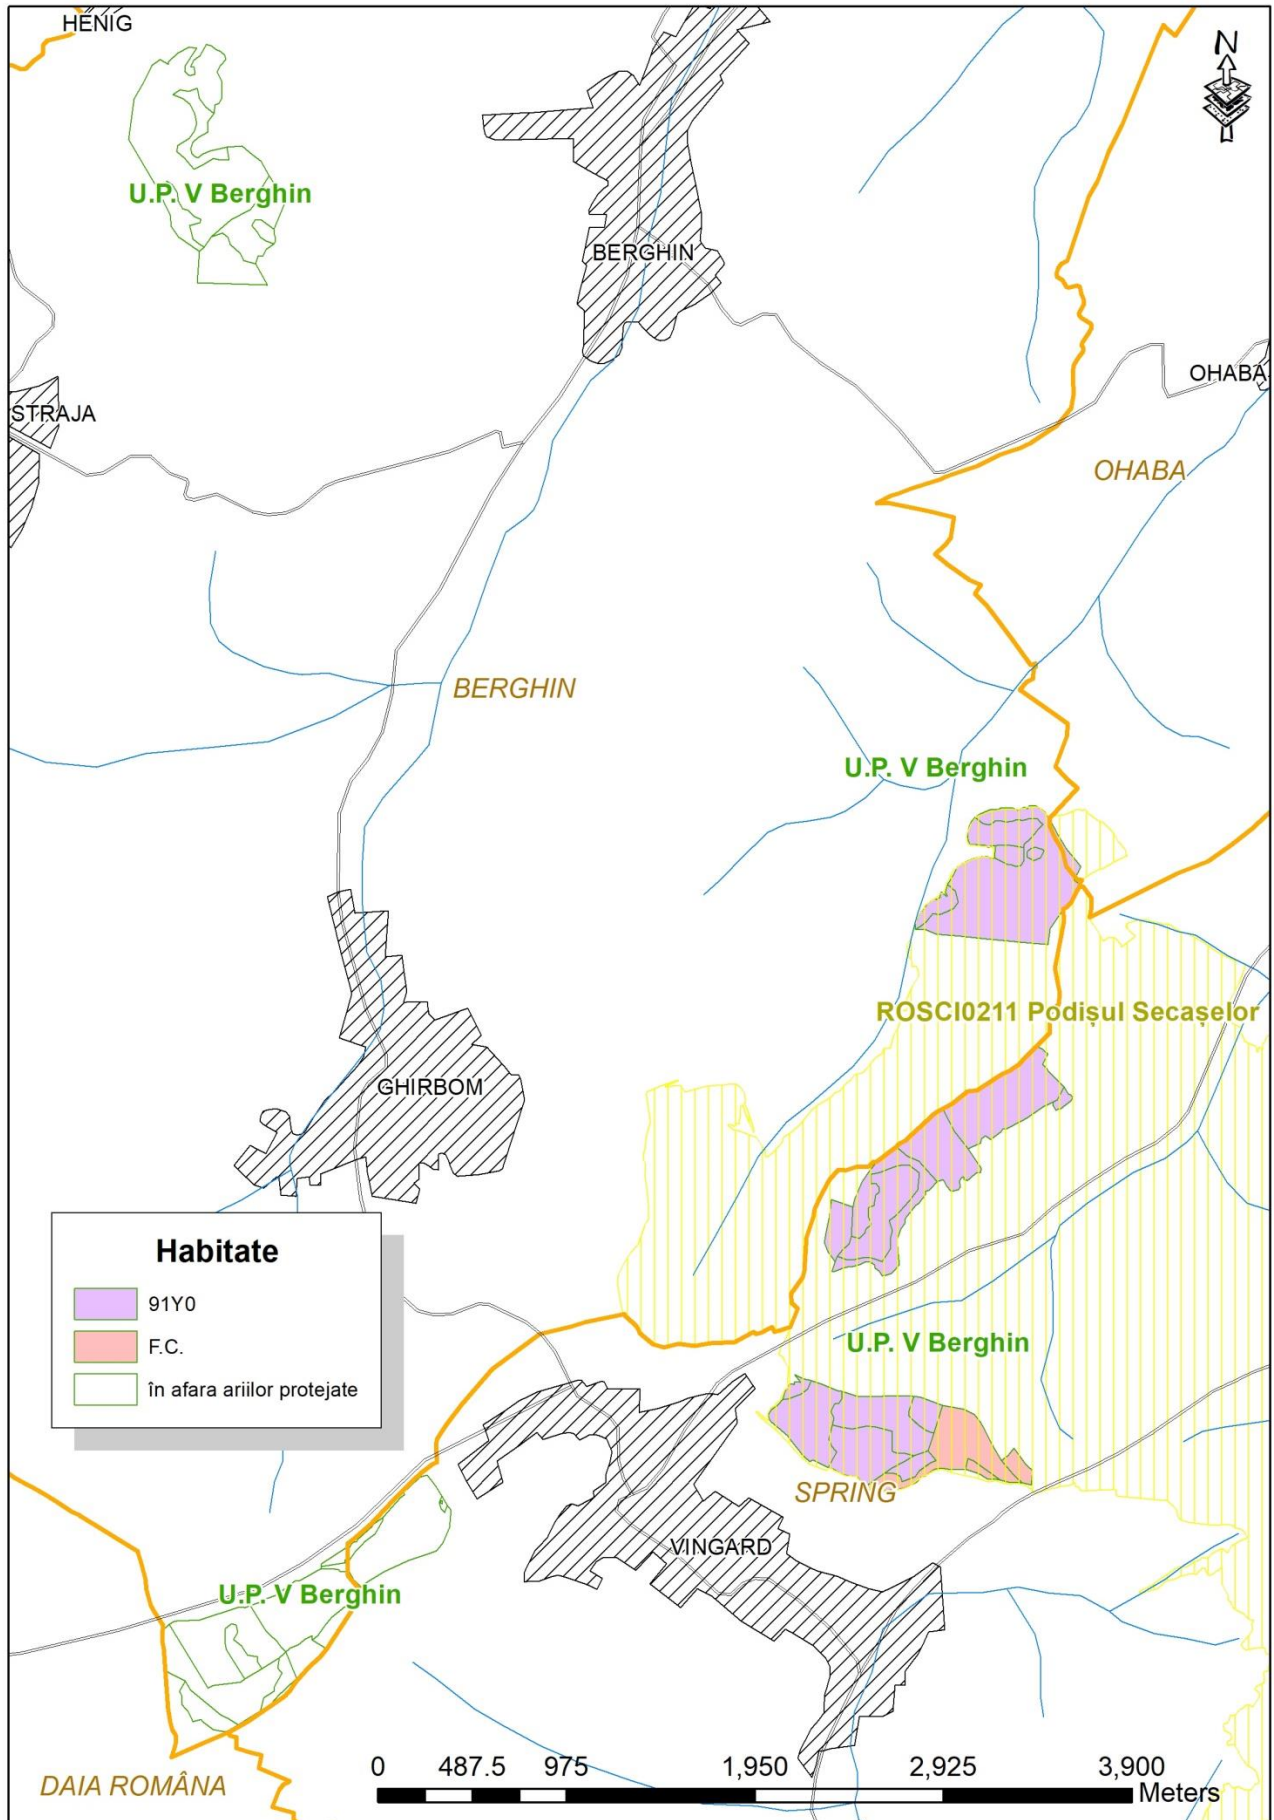 HENIG
N
U.P. V Berghin
BERGHIN
OHABA
STRAJA
OHABA
BERGHIN
U.P. V Berghin
ROSCI0211 Podișul Secașelor
GHIRBOM
Habitate
91Y0
F.C.
în afara ariilor protejate
U.P. V Berghin
SPRING
VINGARD
U.P. V Berghin
DAIA ROMÂNA
0 487.5 975 1,950 2,925 3,900
Meters